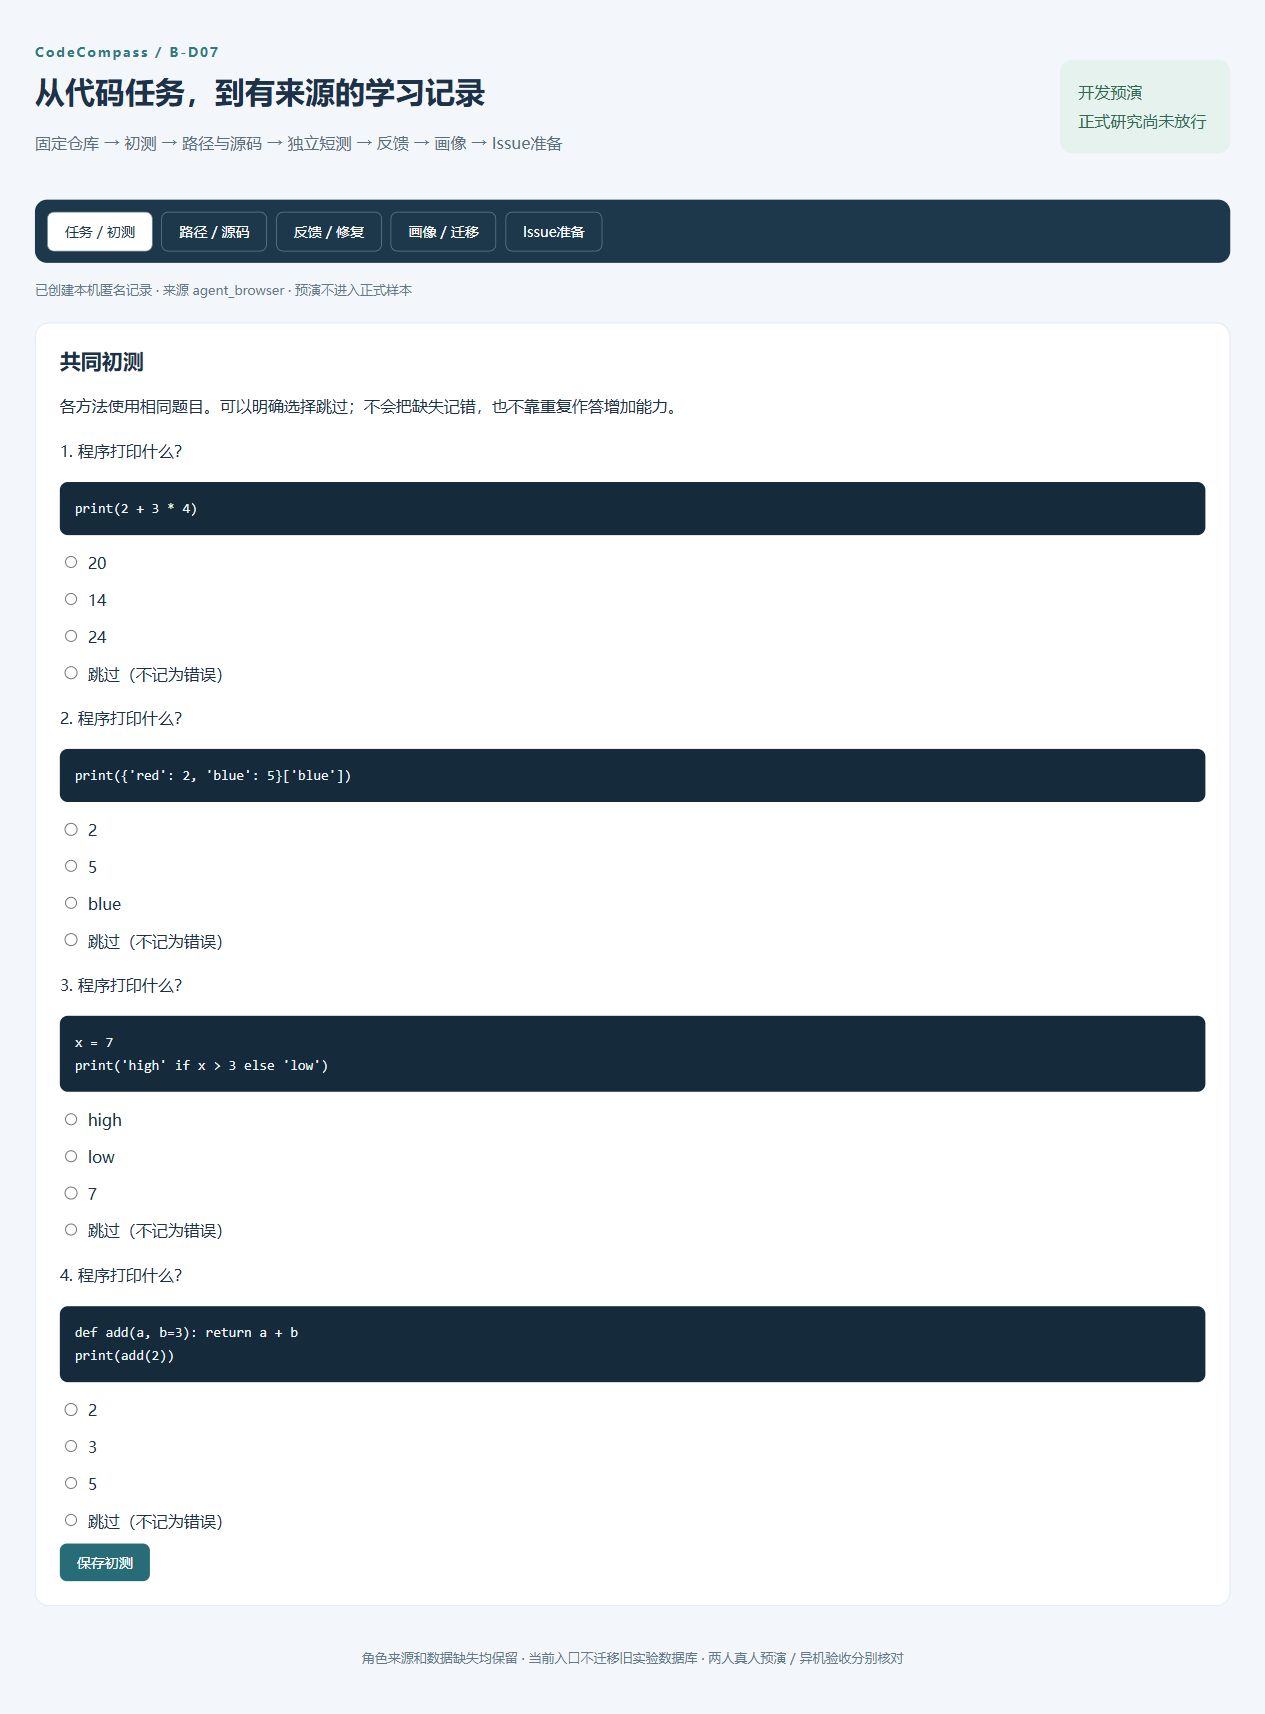 CodeCompass / B-D07
从代码任务，到有来源的学习记录
固定仓库 → 初测 → 路径与源码 → 独立短测 → 反馈 → 画像 → Issue准备
开发预演
正式研究尚未放行
任务 / 初测
路径 / 源码
反馈 / 修复
画像 / 迁移
Issue准备
已创建本机匿名记录 · 来源 agent_browser · 预演不进入正式样本
共同初测
各方法使用相同题目。可以明确选择跳过；不会把缺失记错，也不靠重复作答增加能力。
1. 程序打印什么？
print(2 + 3 * 4)
20
14
24
跳过（不记为错误）
2. 程序打印什么？
print({'red': 2, 'blue': 5}['blue'])
2
5
blue
跳过（不记为错误）
3. 程序打印什么？
x = 7
print('high' if x > 3 else 'low')
high
low
7
跳过（不记为错误）
4. 程序打印什么？
def add(a, b=3): return a + b
print(add(2))
2
3
5
跳过（不记为错误）
保存初测
角色来源和数据缺失均保留 · 当前入口不迁移旧实验数据库 · 两人真人预演 / 异机验收分别核对